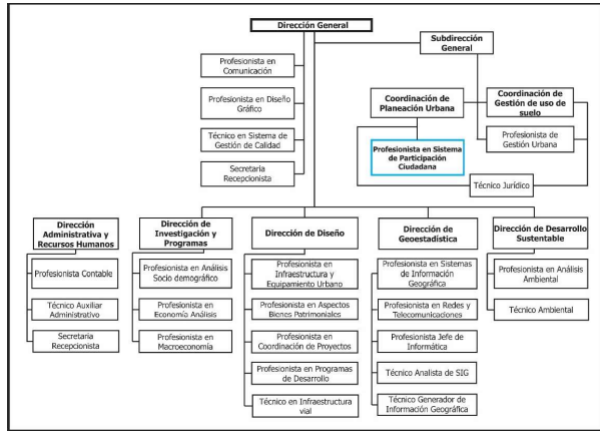 Dirección General
Subdirección
General
Profesionista en
Comunicación
Profesionista en Diseño
Gráfico
Técnico en Sistema de
Gestión de Calidad
Secretaria
Recepcionista
Coordinación de
Planeación Urbana
Coordinación de
Gestión de uso de
suelo
Profesionista en Sistema
de Participación
Ciudadana
Profesionista de
Gestión Urbana
Técnico Jurídico
Dirección
Administrativa y
Recursos Humanos
Profesionista Contable
Técnico Auxiliar
Administrativo
Secretaria
Recepcionista
Dirección de
Investigación y
Programas
Profesionista en Análisis
Socio demográfico
Profesionista en
Economía Análisis
Profesionista en
Macroeconomía
Dirección de Diseño
Profesionista en
Infraestructura y
Equipamiento Urbano
Profesionista en Aspectos
Bienes Patrimoniales
Profesionista en
Coordinación de Proyectos
Profesionista en Programas
de Desarrollo
Técnico en Infraestructura
vial
Dirección de
Geoestadística
Profesionista en Sistemas
de Información
Geográfica
Profesionista en Redes y
Telecomunicaciones
Profesionista Jefe de
Informática
Técnico Analista de SIG
Técnico Generador de
Información Geográfica
Dirección de Desarrollo
Sustentable
Profesionista en Análisis
Ambiental
Técnico Ambiental